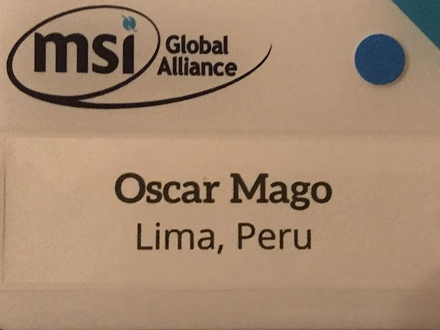 msi Global
Alliance
Oscar Mago
Lima, Peru